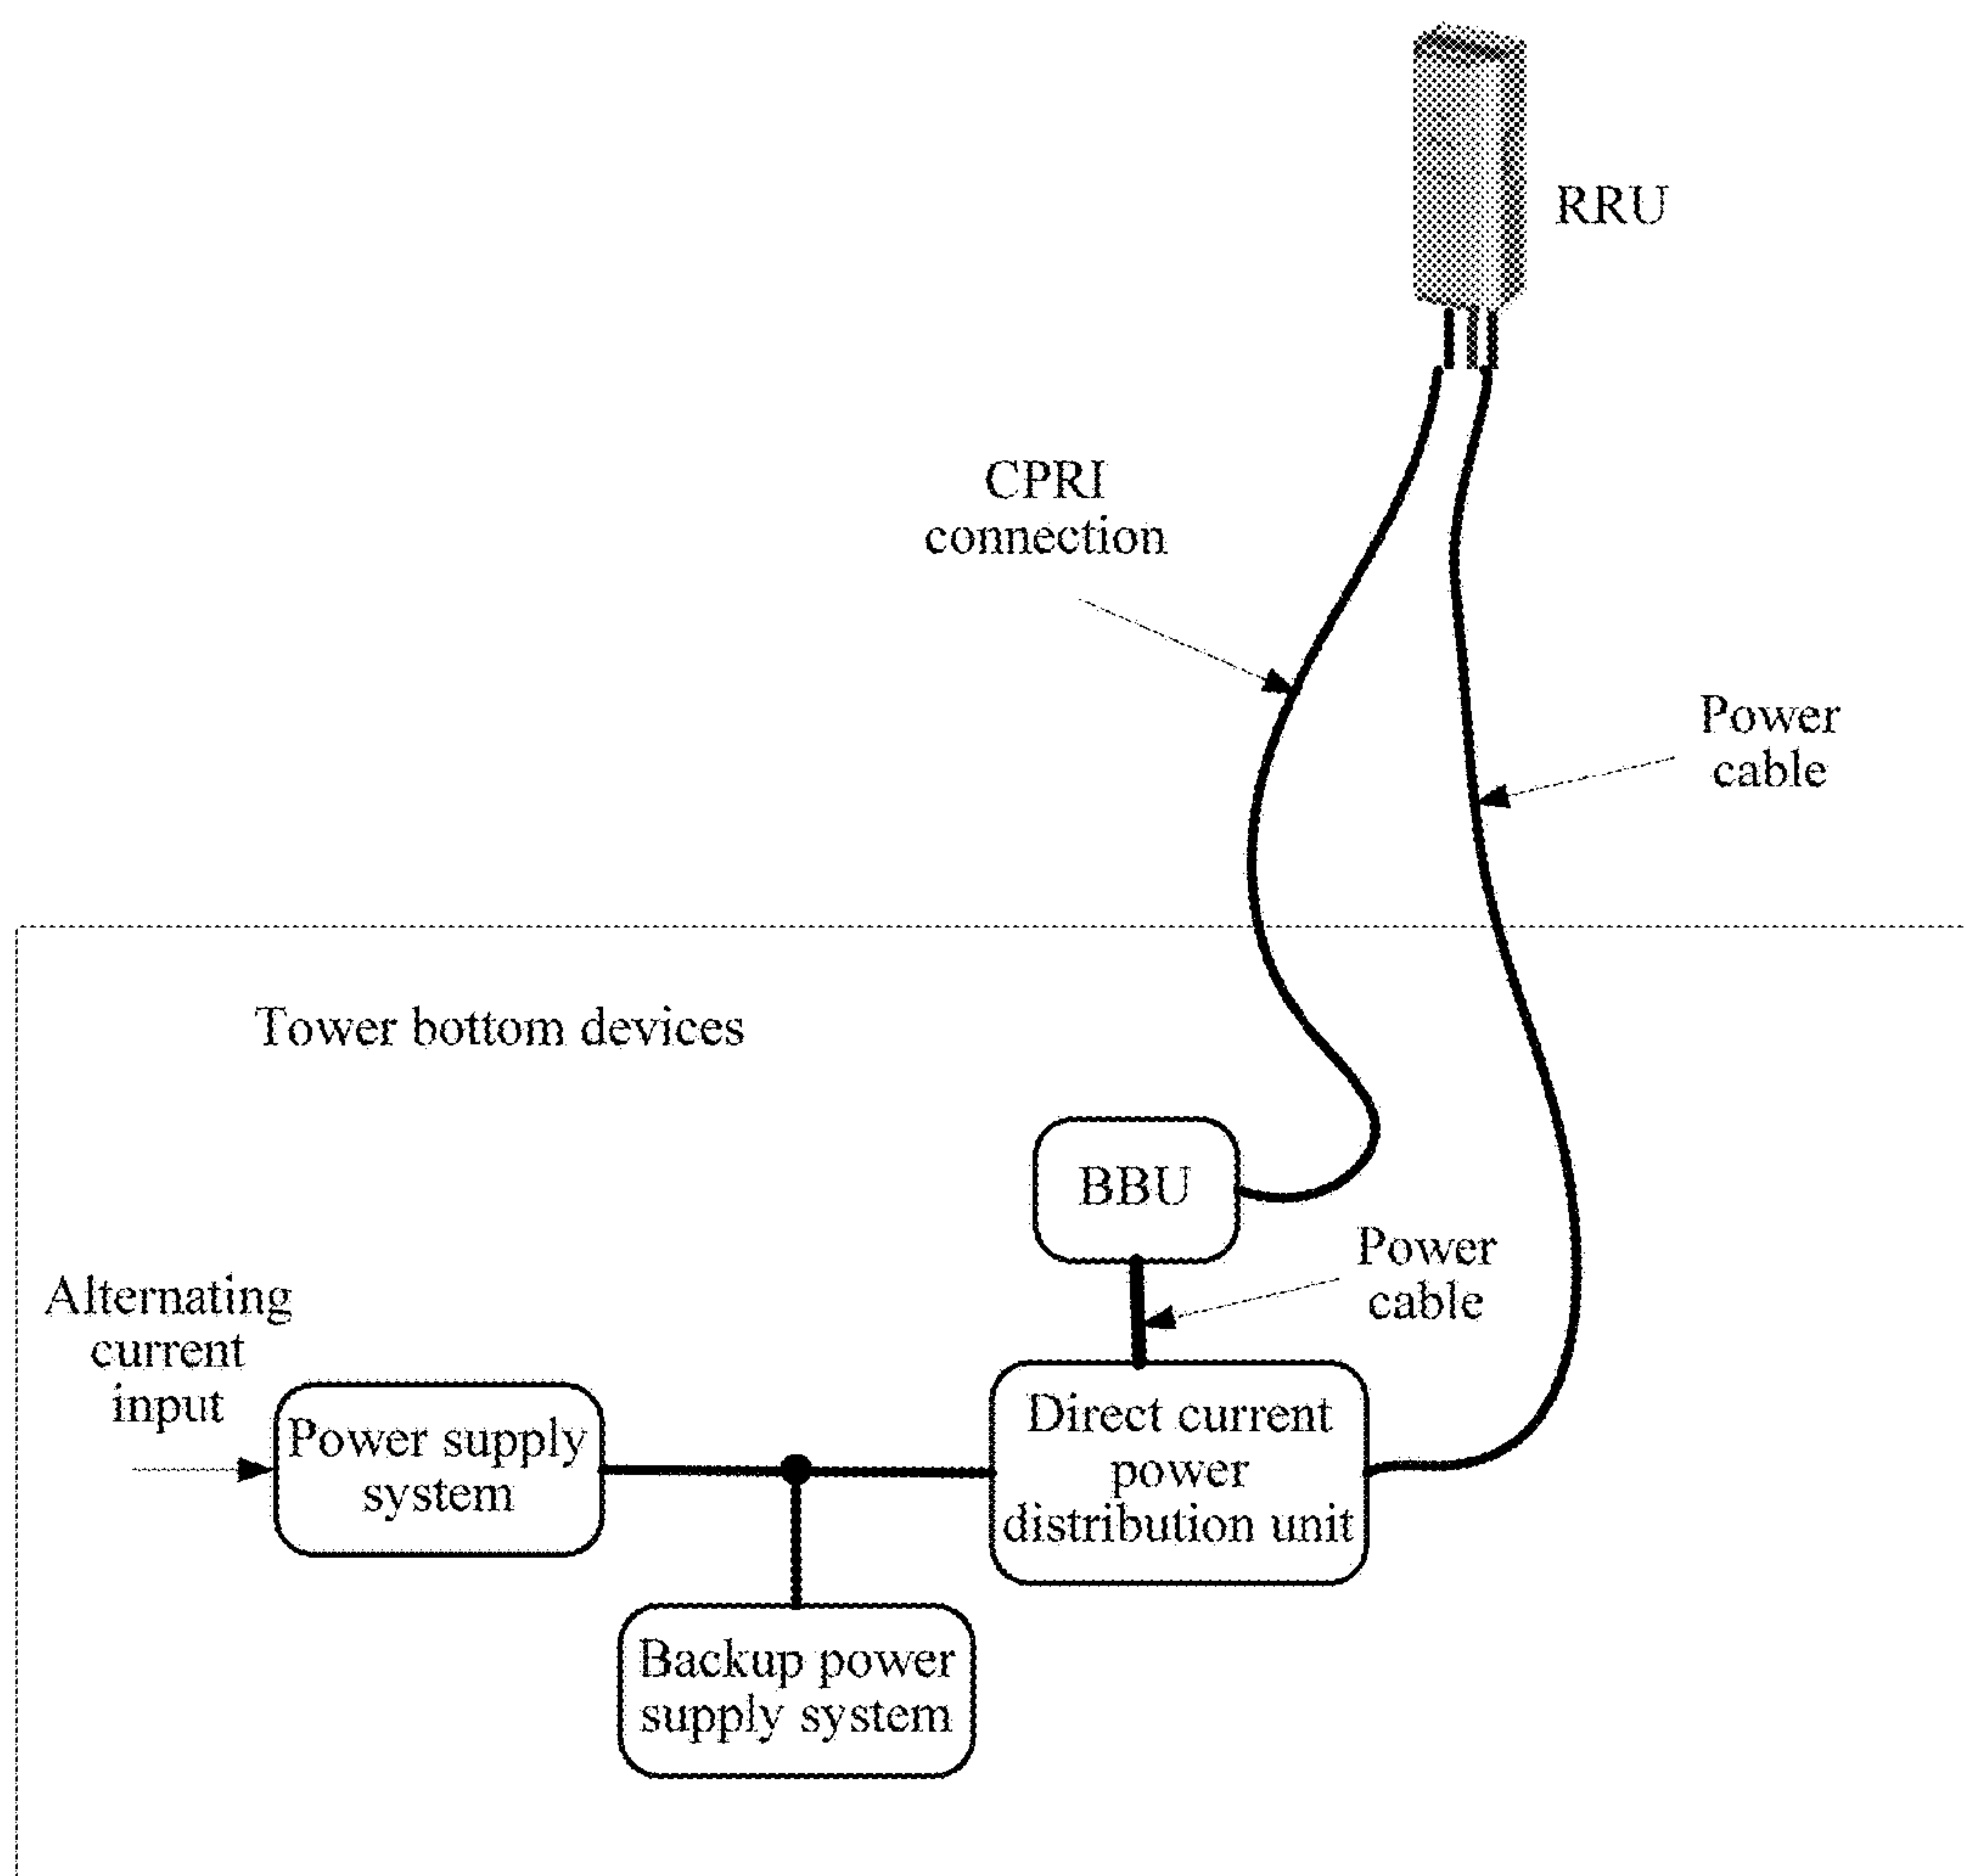 RRU
CPRI
connection
Power
cable
Tower bottom devices
BBU
Power
cable
Alternating
current
input
Power supply
system
Direct current
power
distribution unit
Backup power
supply system